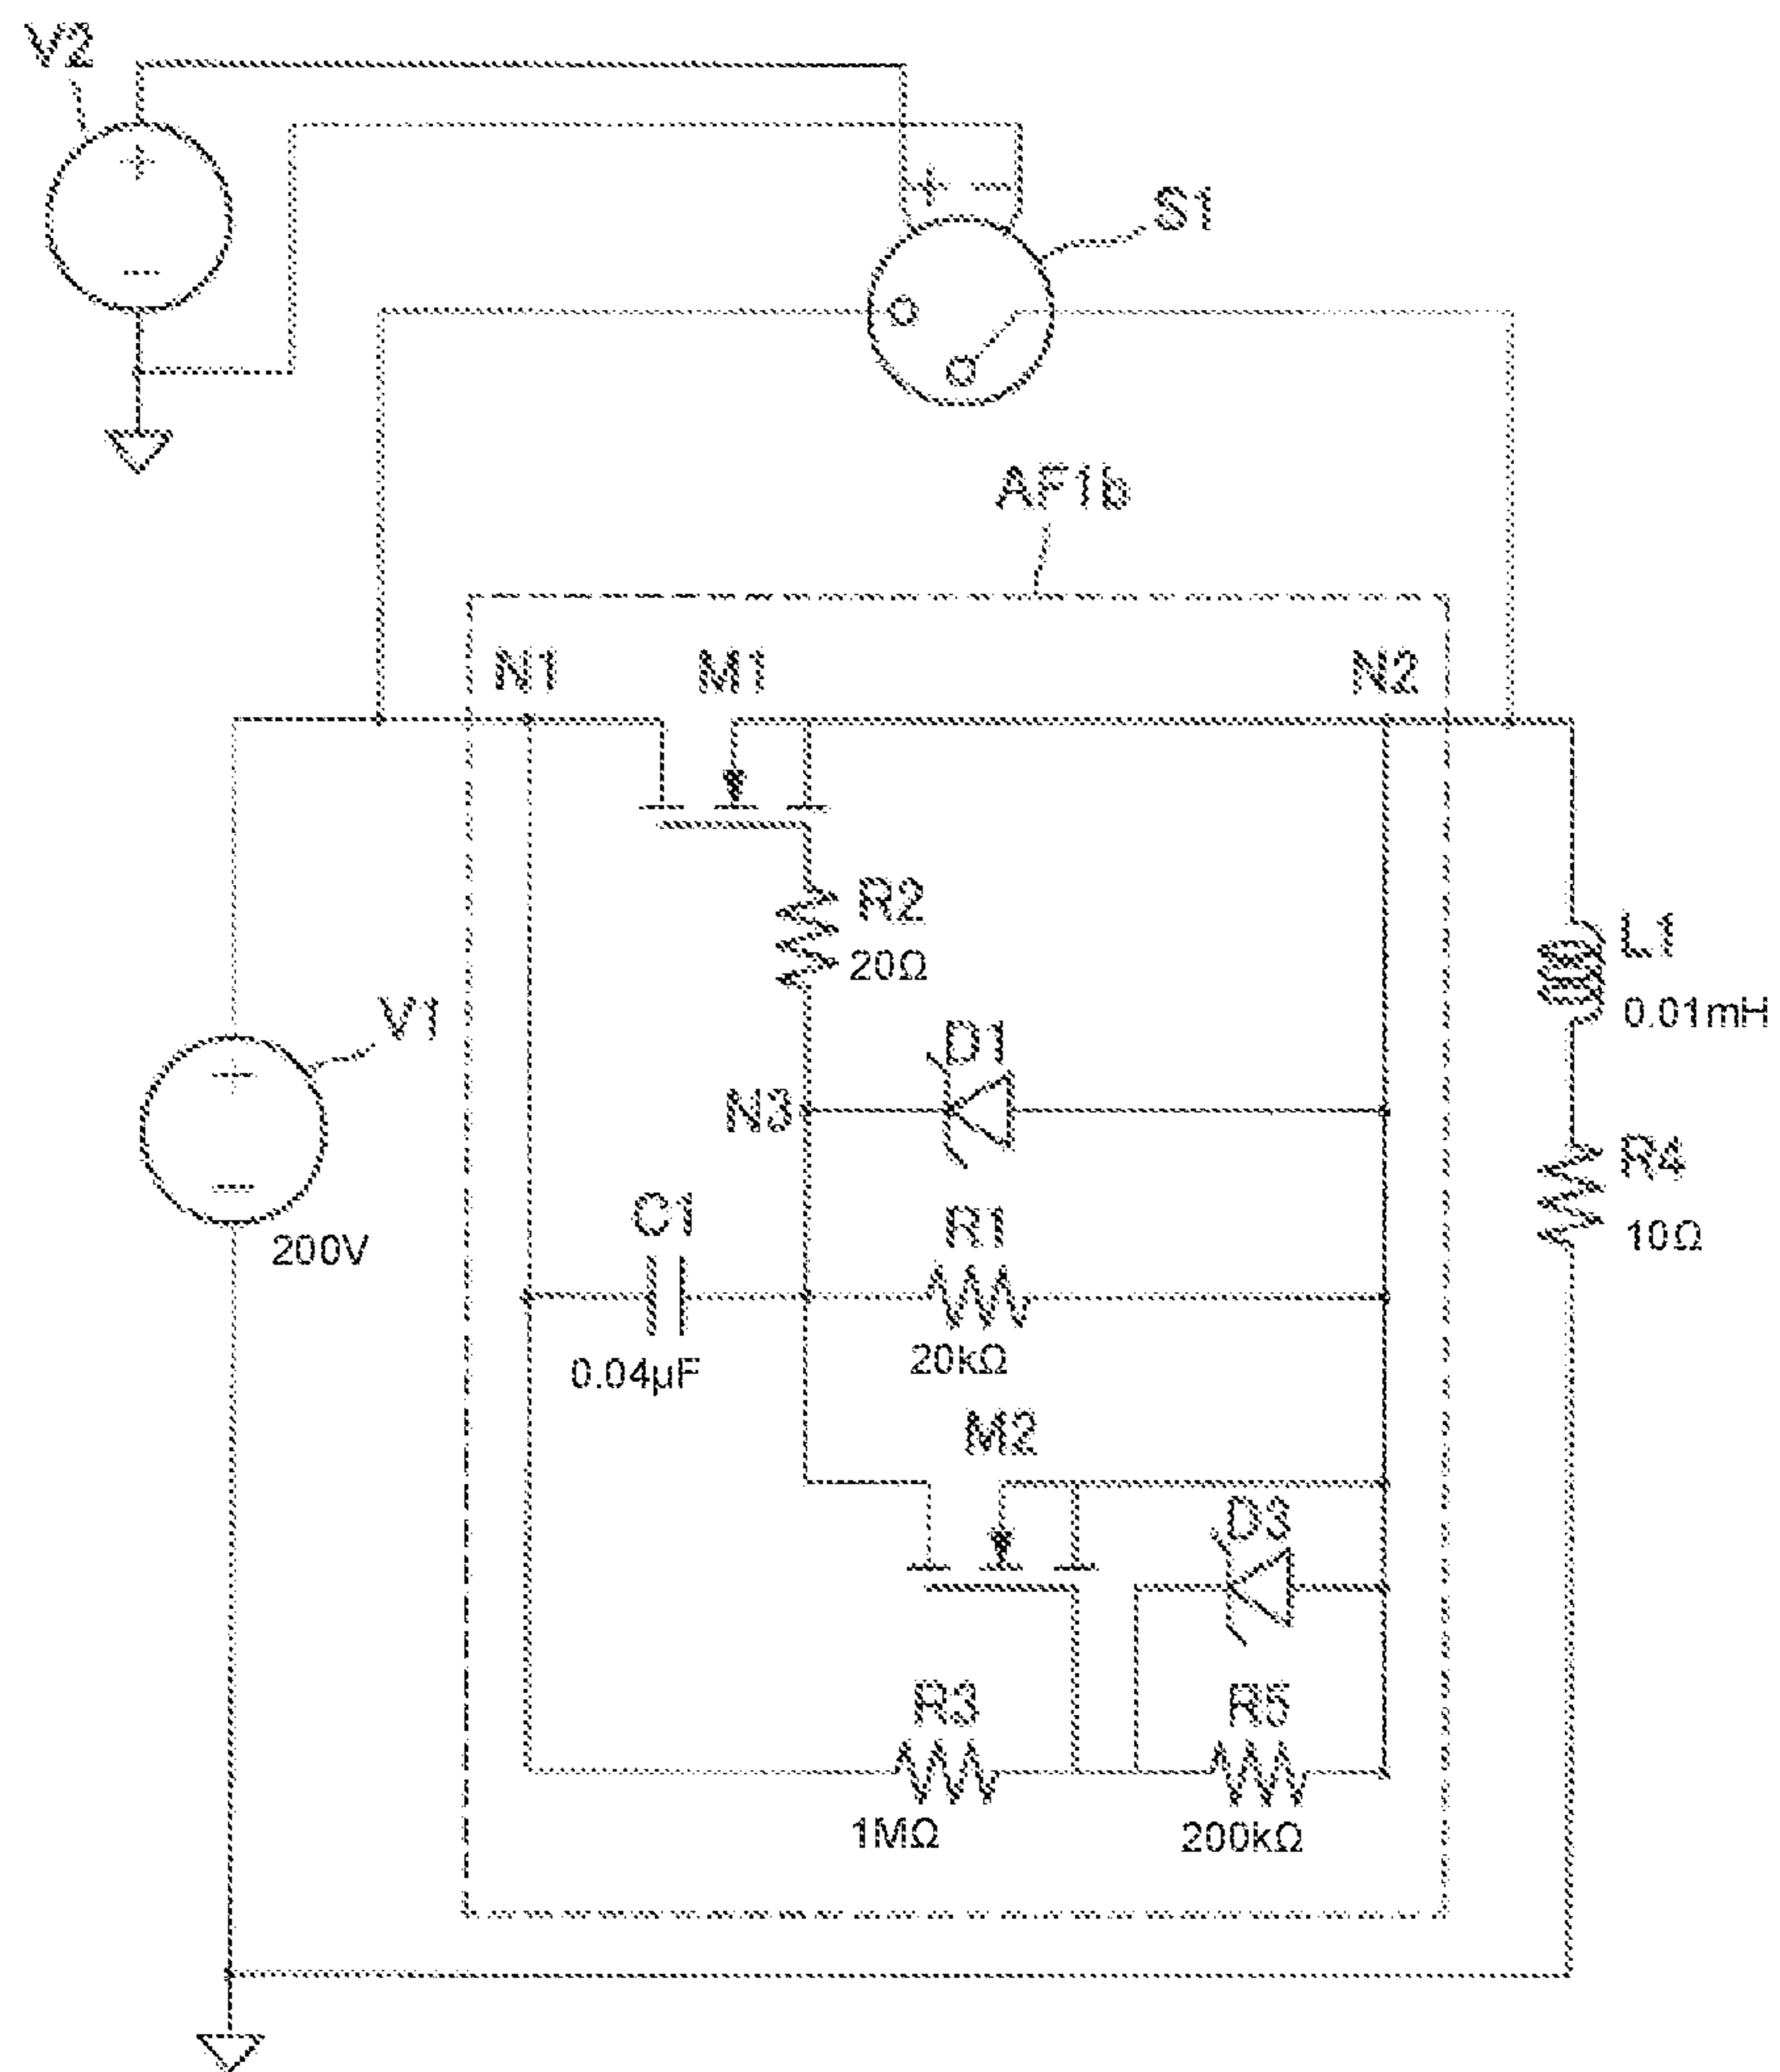 V2
+ −
S1
+
−
AF1b
N1 M1 N2
R2
20Ω
L1
0.01mH
V1
D1
+
N3
R4
10Ω
−
200V
C1
R1
0.04µF
20kΩ
M2
D3
R3
R5
1MΩ
200kΩ